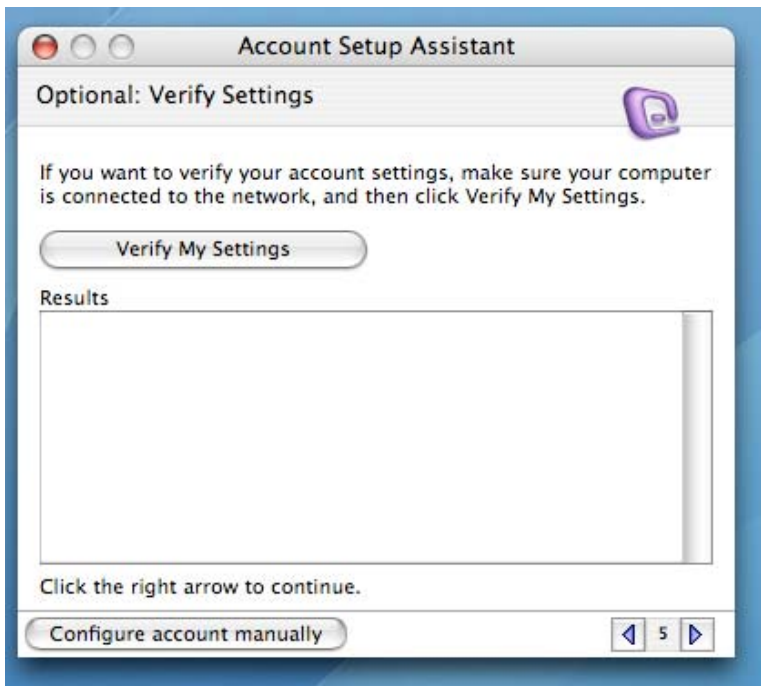 Account Setup Assistant
Optional: Verify Settings
If you want to verify your account settings, make sure your computer
is connected to the network, and then click Verify My Settings.
Verify My Settings
Results
Click the right arrow to continue.
Configure account manually
5